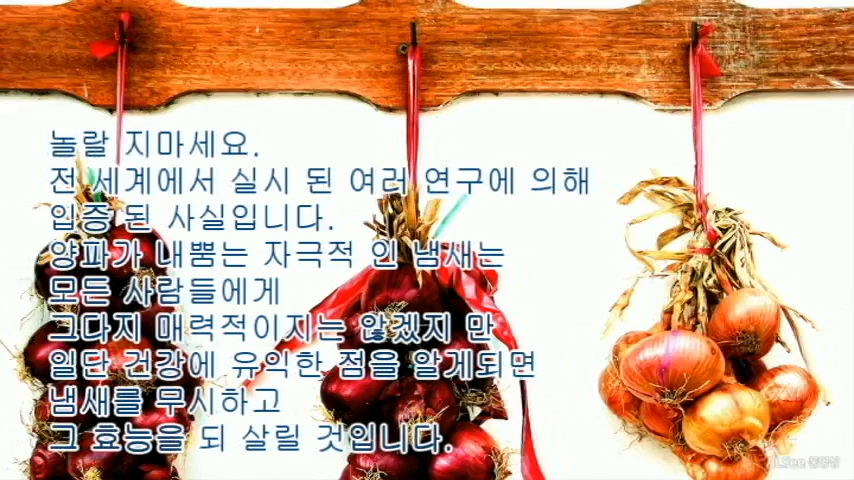 놀랄 지마세요.
전 세계에서 실시 된 여러 연구에 의해
입증 된 사실입니다.
양파가 내뿜는 자극적 인 냄새는
모든 사람들에게
그다지 매력적이지는 않겠지 만
일단 건강에 유익한 점을 알게되면
냄새를 무시하고
그 효능을 되 살릴 것입니다.